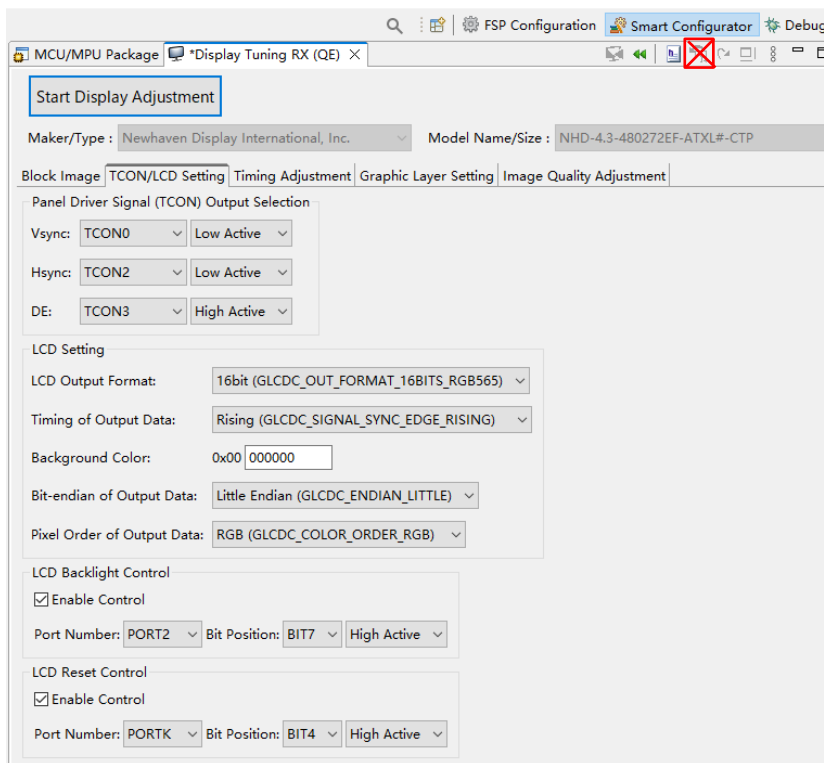 FSP Configuration Smart Configurator Debug
MCU/MPU Package *Display Tuning RX (QE)
Start Display Adjustment
Maker/Type : Newhaven Display International, Inc. Model Name/Size : NHD-4.3-480272EF-ATXL#-CTP
Block Image TCON/LCD Setting Timing Adjustment Graphic Layer Setting Image Quality Adjustment
Panel Driver Signal (TCON) Output Selection
Vsync: TCON0 Low Active
Hsync: TCON2 Low Active
DE: TCON3 High Active
LCD Setting
LCD Output Format: 16bit (GLCDC_OUT_FORMAT_16BITS_RGB565)
Timing of Output Data: Rising (GLCDC_SIGNAL_SYNC_EDGE_RISING)
Background Color: 0x00 000000
Bit-endian of Output Data: Little Endian (GLCDC_ENDIAN_LITTLE)
Pixel Order of Output Data: RGB (GLCDC_COLOR_ORDER_RGB)
LCD Backlight Control
Enable Control
Port Number: PORT2 Bit Position: BIT7 High Active
LCD Reset Control
Enable Control
Port Number: PORTK Bit Position: BIT4 High Active